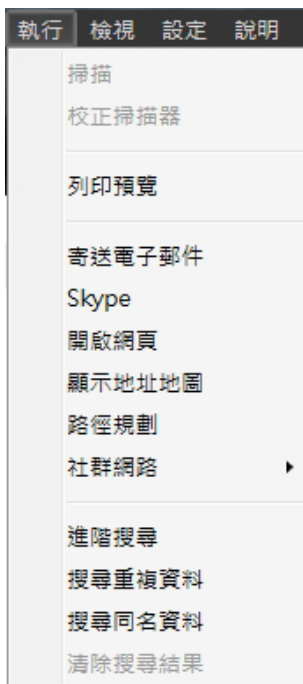 執行 檢視 設定 說明
掃描
校正掃描器
列印預覽
寄送電子郵件
Skype
開啟網頁
顯示地址地圖
路徑規劃
社群網路
進階搜尋
搜尋重複資料
搜尋同名資料
清除搜尋結果